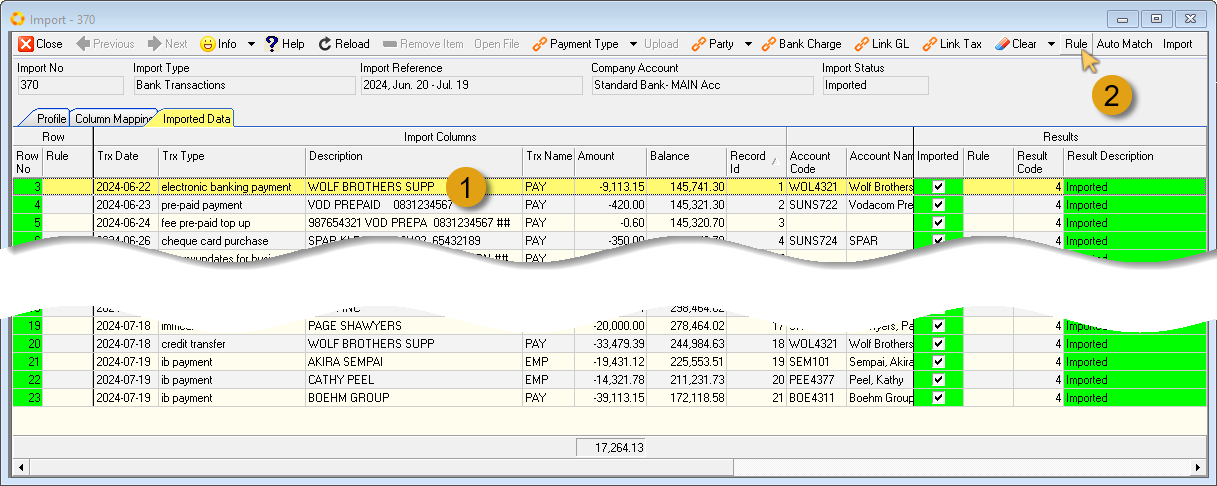 Import - 370
Close Previous Next Info Help Reload Remove Item Open File Payment Type Upload Party Bank Charge Link GL Link Tax Clear Rule Auto Match Import
Import No Import Type Import Reference Company Account Import Status
370 Bank Transactions 2024, Jun. 20 - Jul. 19 Standard Bank- MAIN Acc Imported
2
Profile Column Mapping Imported Data
Row Import Columns Results
Row No Rule Trx Date Trx Type Description Trx Name Amount Balance Record Id Account Code Account Nam Imported Rule Result Code Result Description
3 2024-06-22 electronic banking payment WOLF BROTHERS SUPP PAY -9,113.15 145,741.30 1 WOL4321 Wolf Brothers 4 Imported
1
4 2024-06-23 pre-paid payment VOD PREPAID 0831234567 PAY -420.00 145,321.30 2 SUNS722 Vodacom Pre 4 Imported
5 2024-06-24 fee pre-paid top up 987654321 VOD PREPA 0831234567 ## PAY -0.60 145,320.70 3 4 Imported
6 2024-06-26 cheque card purchase SPAR 65432189 PAY -350.00 4 SUNS724 SPAR 4 Imported
PAY
298,464.02
19 2024-07-18 PAGE SHAWYERS -20,000.00 278,464.02 17 4 Imported
20 2024-07-18 credit transfer WOLF BROTHERS SUPP PAY -33,479.39 244,984.63 18 WOL4321 Wolf Brothers 4 Imported
21 2024-07-19 ib payment AKIRA SEMPAI EMP -19,431.12 225,553.51 19 SEM101 Sempai, Akira 4 Imported
22 2024-07-19 ib payment CATHY PEEL EMP -14,321.78 211,231.73 20 PEE4377 Peel, Kathy 4 Imported
23 2024-07-19 ib payment BOEHM GROUP PAY -39,113.15 172,118.58 21 BOE4311 Boehm Group 4 Imported
17,264.13